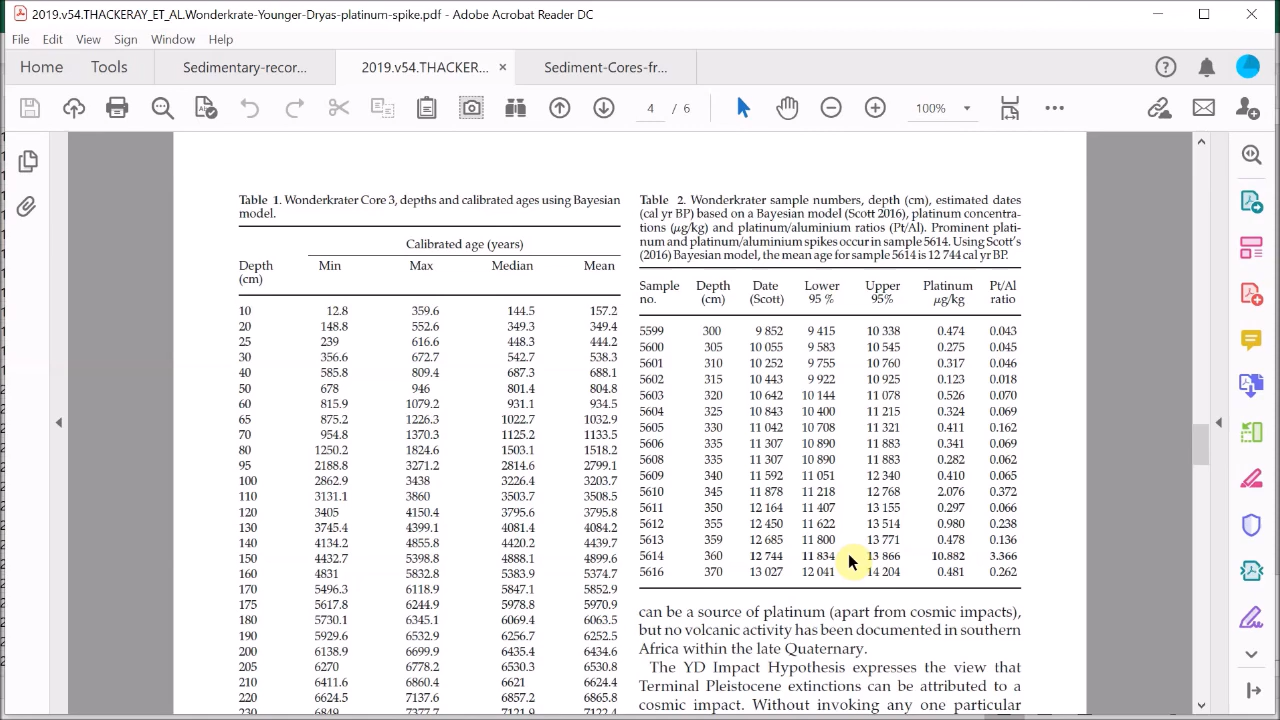 2019.v54.THACKERAY_ET_AL.Wonderkrate-Younger-Dryas-platinum-spike.pdf - Adobe Acrobat Reader DC
File Edit View Sign Window Help
Home Tools Sedimentary-recor... 2019.v54.THACKER... × Sediment-Cores-fr...
4 / 6 100%
Table 1. Wonderkrater Core 3, depths and calibrated ages using Bayesian
model.
Calibrated age (years)
Depth Min Max Median Mean
(cm)
10 12.8 359.6 144.5 157.2
20 148.8 552.6 349.3 349.4
25 239 616.6 448.3 444.2
30 356.6 672.7 542.7 538.3
40 585.8 809.4 687.3 688.1
50 678 946 801.4 804.8
60 815.9 1079.2 931.1 934.5
65 875.2 1226.3 1022.7 1032.9
70 954.8 1370.3 1125.2 1133.5
80 1250.2 1824.6 1503.1 1518.2
95 2188.8 3271.2 2814.6 2799.1
100 2862.9 3438 3226.4 3203.7
110 3131.1 3860 3503.7 3508.5
120 3405 4150.4 3795.6 3795.8
130 3745.4 4399.1 4081.4 4084.2
140 4134.2 4855.8 4420.2 4439.7
150 4432.7 5398.8 4888.1 4899.6
160 4831 5832.8 5383.9 5374.7
170 5496.3 6118.9 5847.1 5852.9
175 5617.8 6244.9 5978.8 5970.9
180 5730.1 6345.1 6069.4 6063.5
190 5929.6 6532.9 6256.7 6252.5
200 6138.9 6699.9 6435.4 6434.6
205 6270 6778.2 6530.3 6530.8
210 6411.6 6860.4 6621 6624.4
220 6624.5 7137.6 6857.2 6865.8
230 6849 7377.7 7121.9 7122.4
Table 2. Wonderkrater sample numbers, depth (cm), estimated dates
(cal yr BP) based on a Bayesian model (Scott 2016), platinum concentra-
tions (µg/kg) and platinum/aluminium ratios (Pt/Al). Prominent plati-
num and platinum/aluminium spikes occur in sample 5614. Using Scott's
(2016) Bayesian model, the mean age for sample 5614 is 12 744 cal yr BP.
Sample Depth Date Lower Upper Platinum Pt/Al
no. (cm) (Scott) 95 % 95% µg/kg ratio
5599 300 9 852 9 415 10 338 0.474 0.043
5600 305 10 055 9 583 10 545 0.275 0.045
5601 310 10 252 9 755 10 760 0.317 0.046
5602 315 10 443 9 922 10 925 0.123 0.018
5603 320 10 642 10 144 11 078 0.526 0.070
5604 325 10 843 10 400 11 215 0.324 0.069
5605 330 11 042 10 708 11 321 0.411 0.162
5606 335 11 307 10 890 11 883 0.341 0.069
5608 335 11 307 10 890 11 883 0.282 0.062
5609 340 11 592 11 051 12 340 0.410 0.065
5610 345 11 878 11 218 12 768 2.076 0.372
5611 350 12 164 11 407 13 155 0.297 0.066
5612 355 12 450 11 622 13 514 0.980 0.238
5613 359 12 685 11 800 13 771 0.478 0.136
5614 360 12 744 11 834 13 866 10.882 3.366
5616 370 13 027 12 041 14 204 0.481 0.262
can be a source of platinum (apart from cosmic impacts),
but no volcanic activity has been documented in southern
Africa within the late Quaternary.
The YD Impact Hypothesis expresses the view that
Terminal Pleistocene extinctions can be attributed to a
cosmic impact. Without invoking any one particular